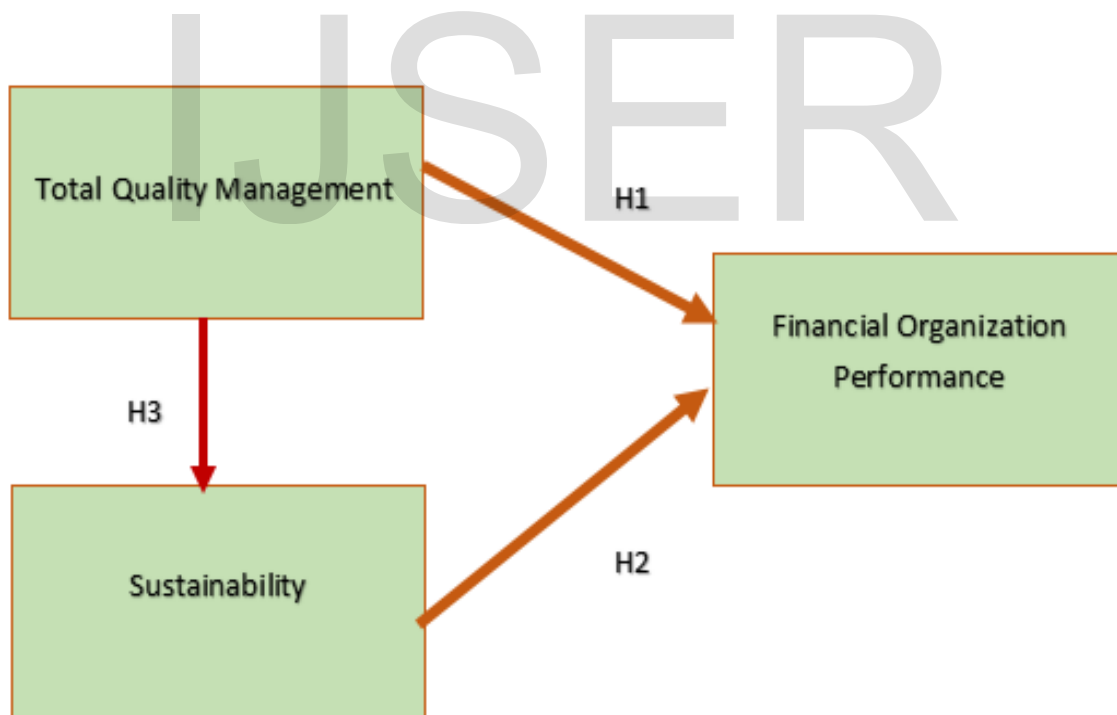 IJSER
Total Quality Management
H1
Financial Organization
Performance
H3
H2
Sustainability